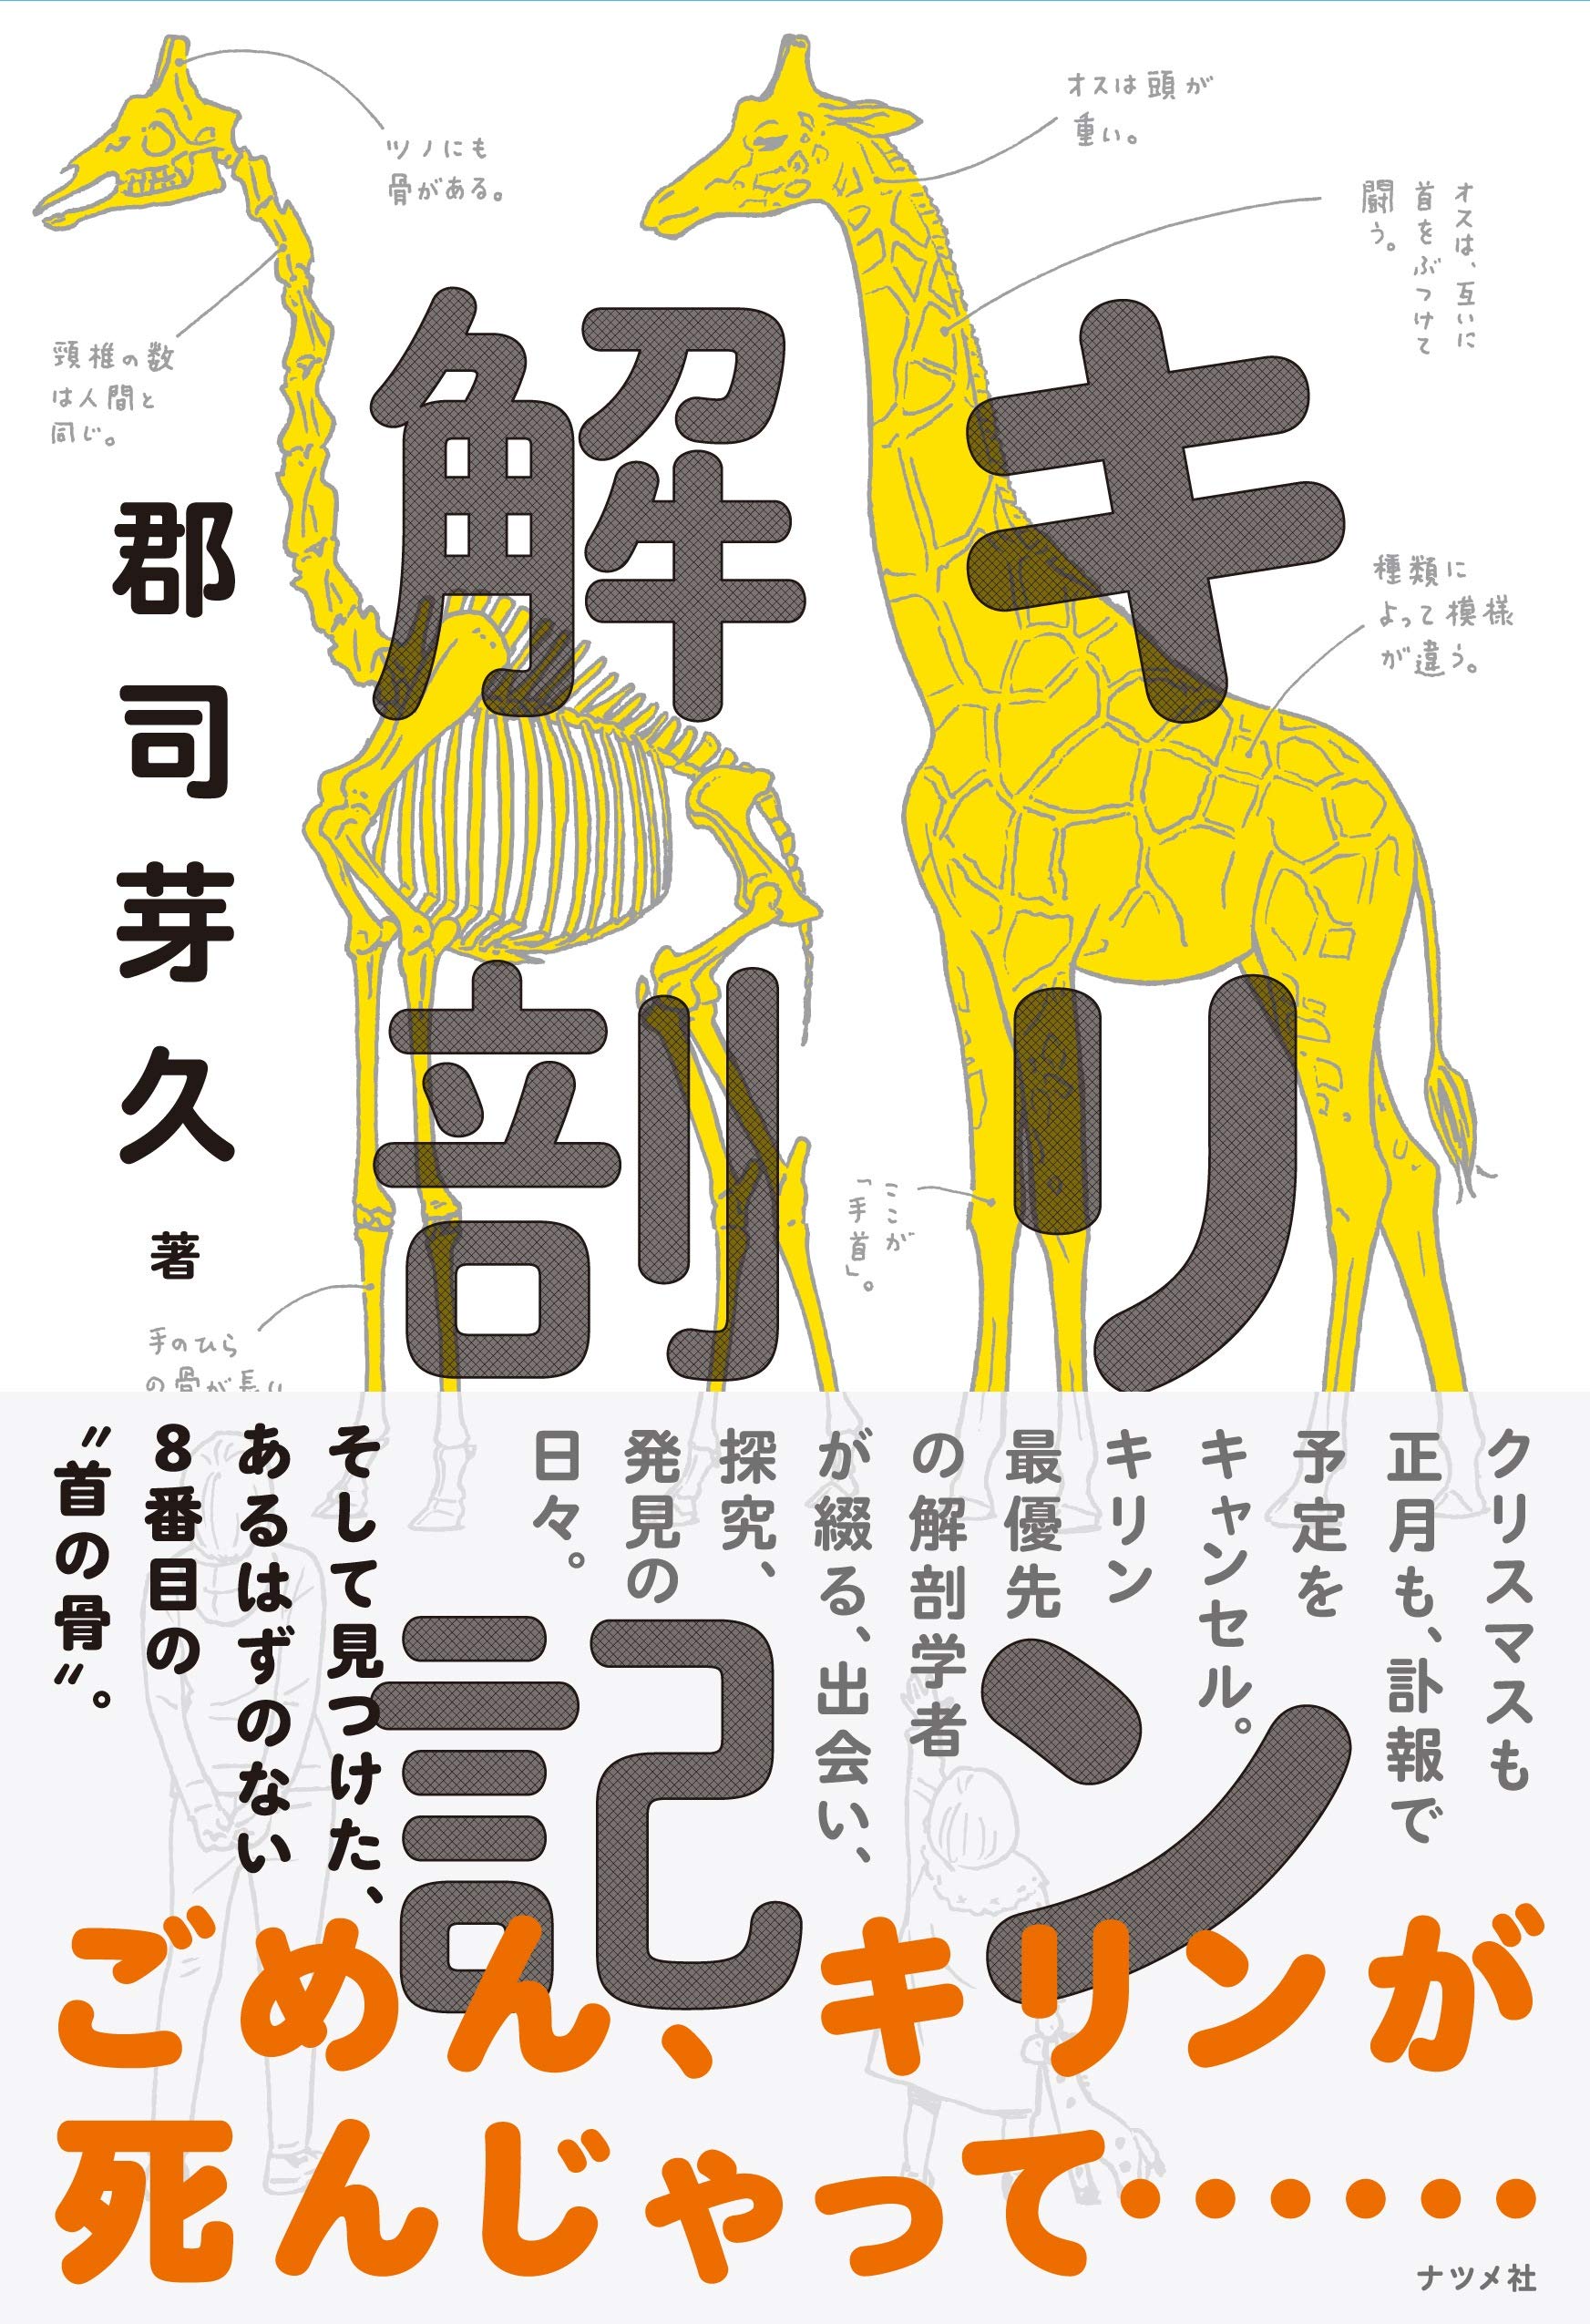 キリン
解剖記
郡司芽久 著
ツノにも
骨がある。
頸椎の数
は人間と
同じ。
オスは頭が
重い。
オスは、互いに
首をぶつけて
闘う。
種類に
よって模様
が違う。
ここが
「手首」。
手のひら
の骨が長い
クリスマスも
正月も、訃報で
予定を
キャンセル。
キリン
最優先
の解剖学者
が綴る、出会い、
探究、
発見の
日々。
そして見つけた、
あるはずのない
8番目の
〝首の骨〟。
ごめん、キリンが
死んじゃって・・・・・・
ナツメ社